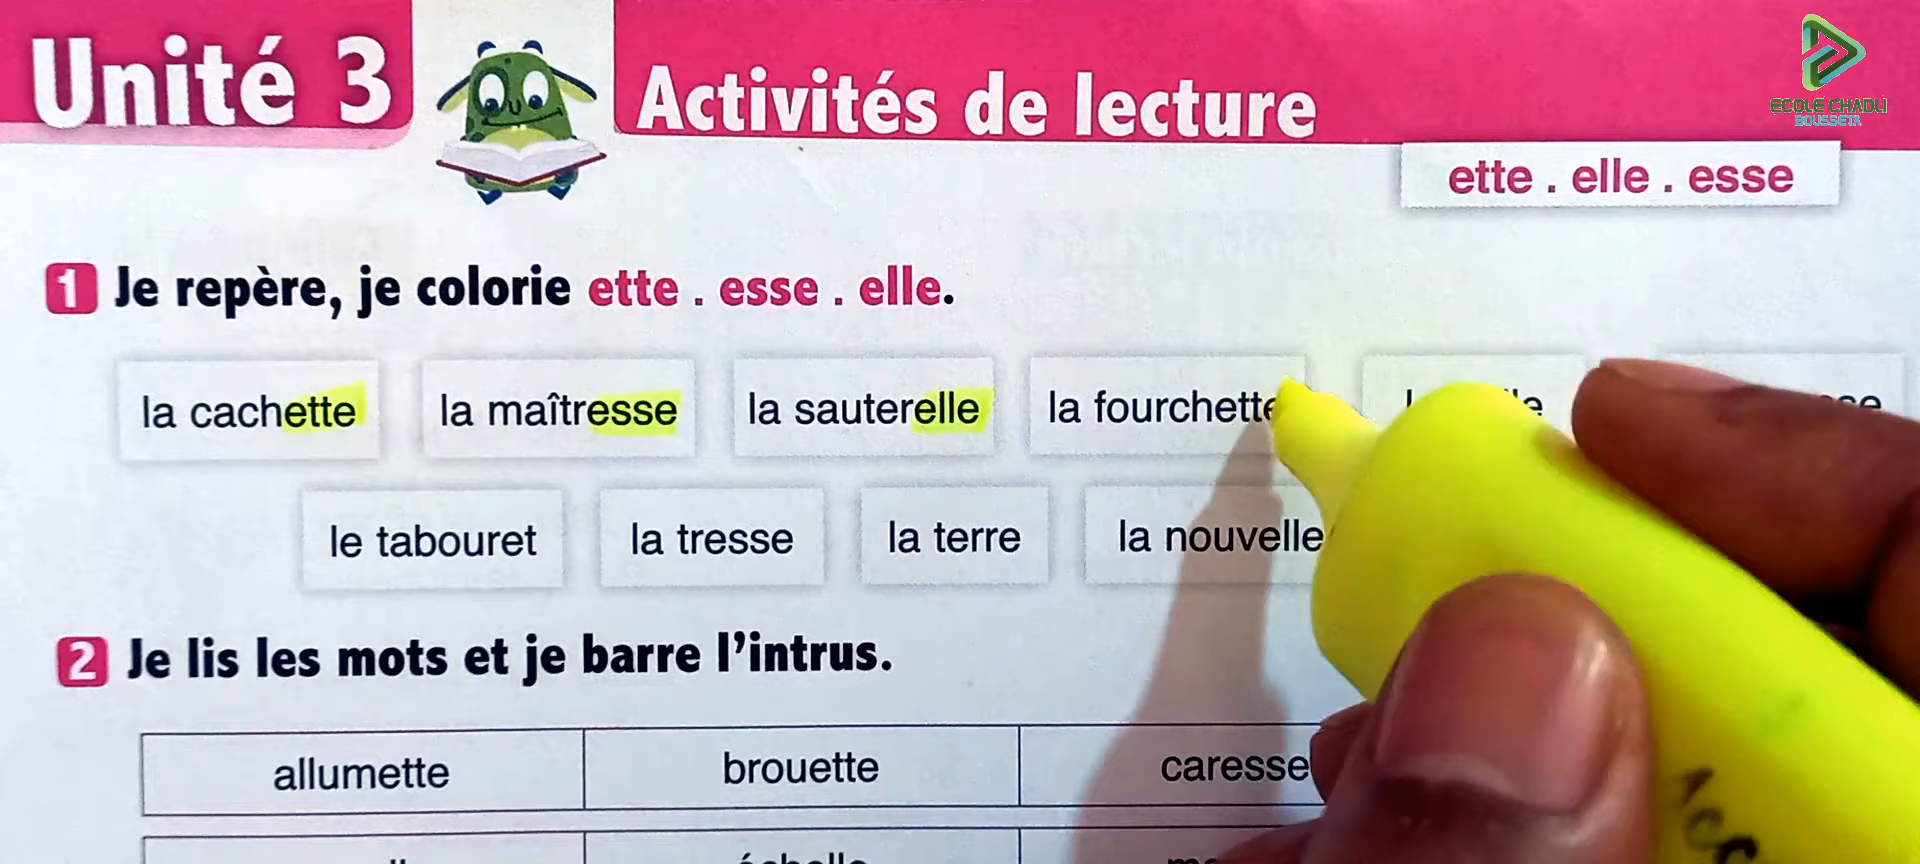 Unité 3
Activités de lecture
ECOLE CHADLI
BOUSSETA
ette . elle . esse
1 Je repère, je colorie ette . esse . elle.
la cachette la maîtresse la sauterelle la fourchette
le tabouret la tresse la terre la nouvelle
2 Je lis les mots et je barre l'intrus.
allumette brouette caresse